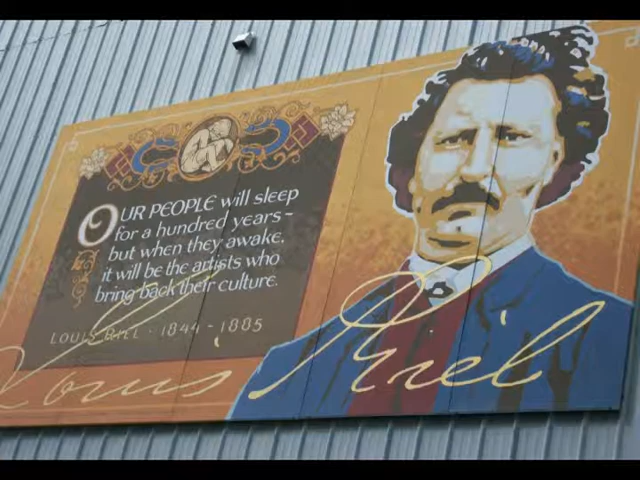 OUR PEOPLE will sleep
for a hundred years-
but when they awake,
it will be the artists who
bring back their culture.
LOUIS RIEL · 1844 - 1885
Louis Riel